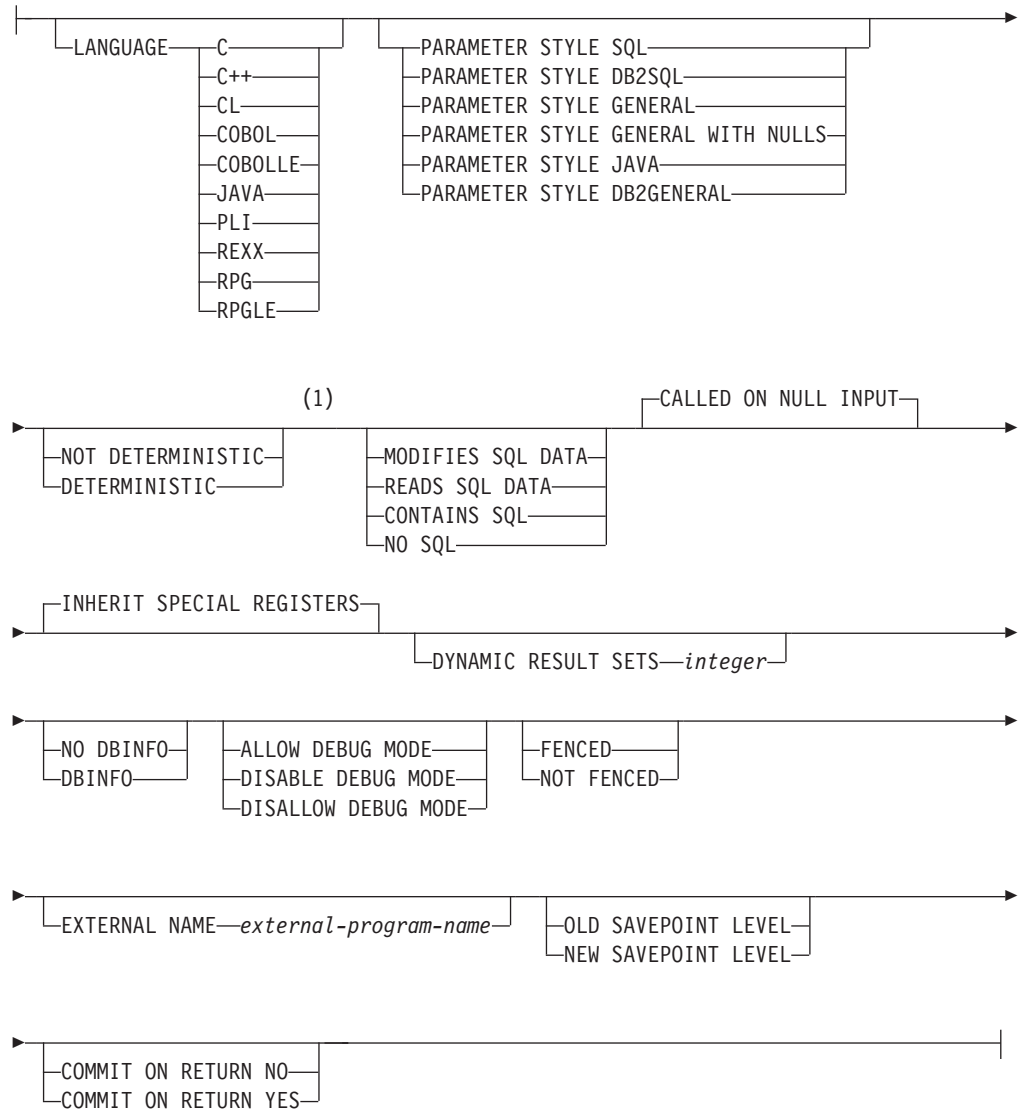 LANGUAGE C PARAMETER STYLE SQL
C++ PARAMETER STYLE DB2SQL
CL PARAMETER STYLE GENERAL
COBOL PARAMETER STYLE GENERAL WITH NULLS
COBOLLE PARAMETER STYLE JAVA
JAVA PARAMETER STYLE DB2GENERAL
PLI
REXX
RPG
RPGLE
(1) CALLED ON NULL INPUT
NOT DETERMINISTIC MODIFIES SQL DATA
DETERMINISTIC READS SQL DATA
CONTAINS SQL
NO SQL
INHERIT SPECIAL REGISTERS
DYNAMIC RESULT SETS integer
NO DBINFO ALLOW DEBUG MODE FENCED
DBINFO DISABLE DEBUG MODE NOT FENCED
DISALLOW DEBUG MODE
EXTERNAL NAME external-program-name OLD SAVEPOINT LEVEL
NEW SAVEPOINT LEVEL
COMMIT ON RETURN NO
COMMIT ON RETURN YES